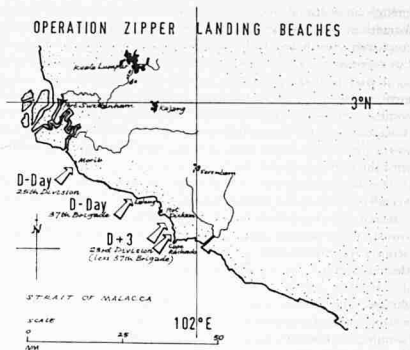 OPERATION ZIPPER LANDING BEACHES
Kuala Lumpur
Port Swettenham
Kajang
3°N
Morib
Seremban
D-Day
25th Division
D-Day
37th Brigade
Port
Dickson
D+3
23rd Division
(less 37th Brigade)
Cape
Rachado
N
STRAIT OF MALACCA
SCALE
102°E
0 25 50
NM